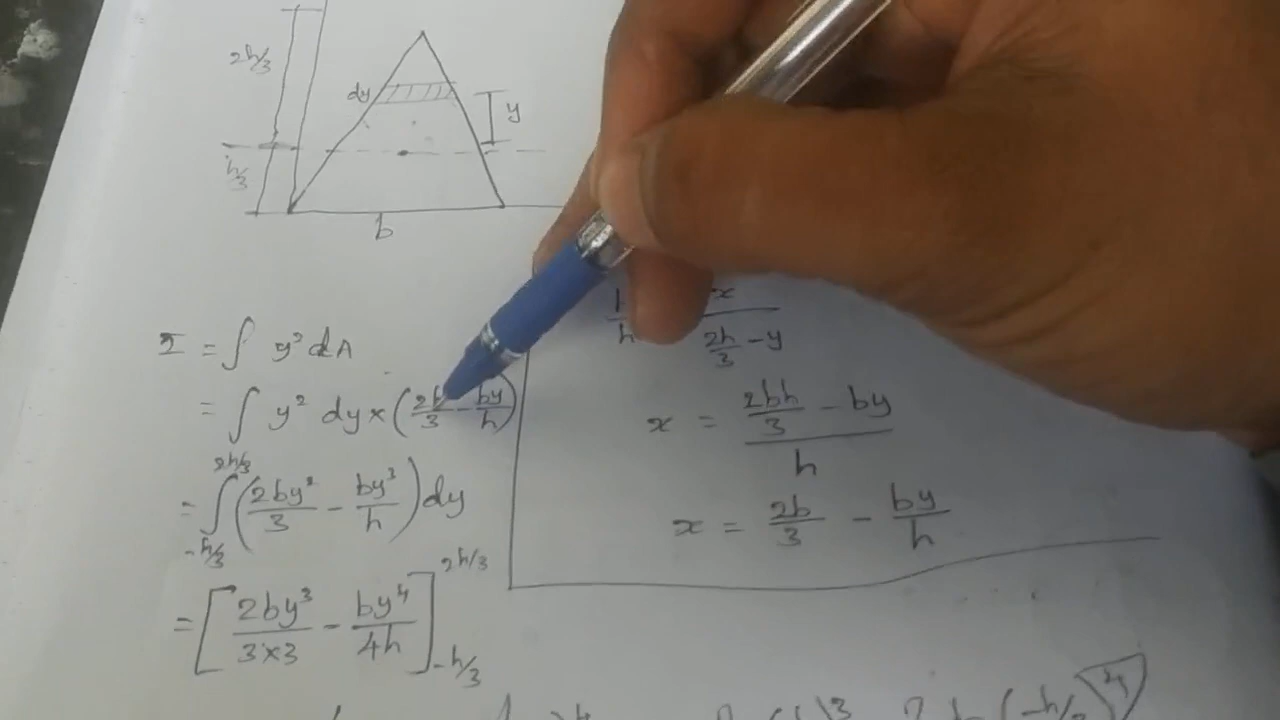 2h/3
dy
y
h/3
b
I = ∫ y² dA
= ∫ y² dy × (2b/3 - by/h)
= ∫_{-h/3}^{2h/3} (2by²/3 - by³/h) dy
= [2by³/3×3 - by⁴/4h]_{-h/3}^{2h/3}
x/(2h/3 - y)
x = (2bh/3 - by)/h
x = 2b/3 - by/h